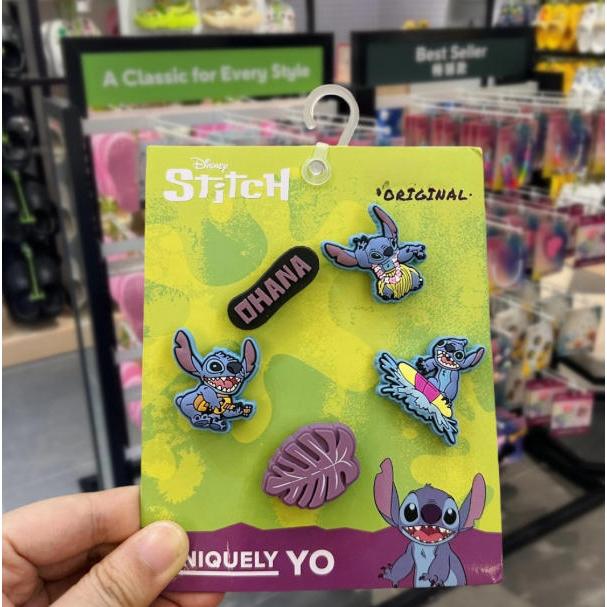 A Classic for Every Style
Best Seller
Disney
Stitch
ORIGINAL
OHANA
NIQUELY YO